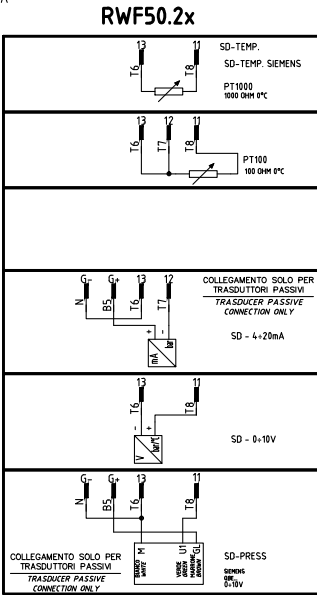 RWF50.2x
13 11 SD-TEMP.
SD-TEMP. SIEMENS
T6 T8
PT1000
1000 OHM 0°C
13 12 11
T6 T7 T8
PT100
100 OHM 0°C
G- G+ 13 12
N B5 T6 T7
COLLEGAMENTO SOLO PER
TRASDUTTORI PASSIVI
TRASDUCER PASSIVE
CONNECTION ONLY
+ -
mA bar
SD - 4÷20mA
13 11
T6 T8
- +
V bar/°C
SD - 0÷10V
G- G+ 13 11
N B5 T6 T8
M U1 GL
BIANCO
WHITE
VERDE
GREEN
MARRONE
BROWN
COLLEGAMENTO SOLO PER
TRASDUTTORI PASSIVI
TRASDUCER PASSIVE
CONNECTION ONLY
SD-PRESS
SIEMENS
QBE...
0÷10V